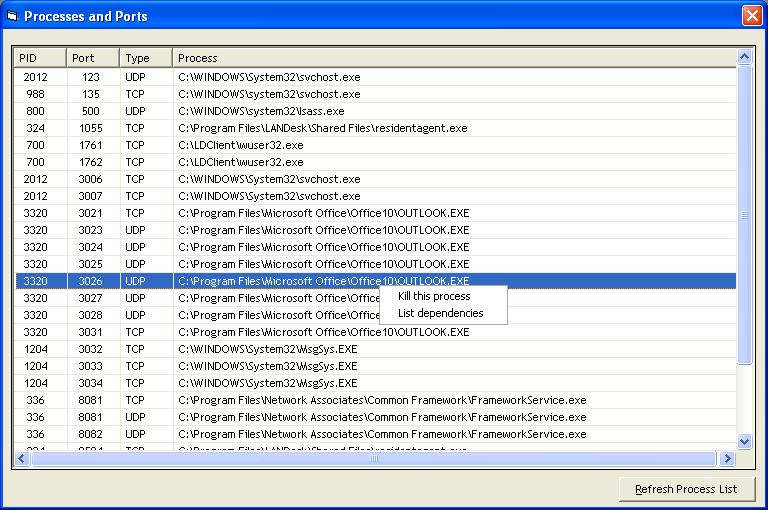 Processes and Ports
PID Port Type Process
2012 123 UDP C:\WINDOWS\System32\svchost.exe
988 135 TCP C:\WINDOWS\System32\svchost.exe
800 500 UDP C:\WINDOWS\system32\lsass.exe
324 1055 TCP C:\Program Files\LANDesk\Shared Files\residentagent.exe
700 1761 TCP C:\LDClient\wuser32.exe
700 1762 TCP C:\LDClient\wuser32.exe
2012 3006 TCP C:\WINDOWS\System32\svchost.exe
2012 3007 TCP C:\WINDOWS\System32\svchost.exe
3320 3021 TCP C:\Program Files\Microsoft Office\Office10\OUTLOOK.EXE
3320 3023 UDP C:\Program Files\Microsoft Office\Office10\OUTLOOK.EXE
3320 3024 UDP C:\Program Files\Microsoft Office\Office10\OUTLOOK.EXE
3320 3025 UDP C:\Program Files\Microsoft Office\Office10\OUTLOOK.EXE
3320 3026 UDP C:\Program Files\Microsoft Office\Office10\OUTLOOK.EXE
Kill this process
3320 3027 UDP C:\Program Files\Microsoft Office\Office
List dependencies
3320 3028 UDP C:\Program Files\Microsoft Office\Office
3320 3031 TCP C:\Program Files\Microsoft Office\Office10\OUTLOOK.EXE
1204 3032 TCP C:\WINDOWS\System32\MsgSys.EXE
1204 3033 TCP C:\WINDOWS\System32\MsgSys.EXE
1204 3034 TCP C:\WINDOWS\System32\MsgSys.EXE
336 8081 TCP C:\Program Files\Network Associates\Common Framework\FrameworkService.exe
336 8081 UDP C:\Program Files\Network Associates\Common Framework\FrameworkService.exe
336 8082 UDP C:\Program Files\Network Associates\Common Framework\FrameworkService.exe
Refresh Process List